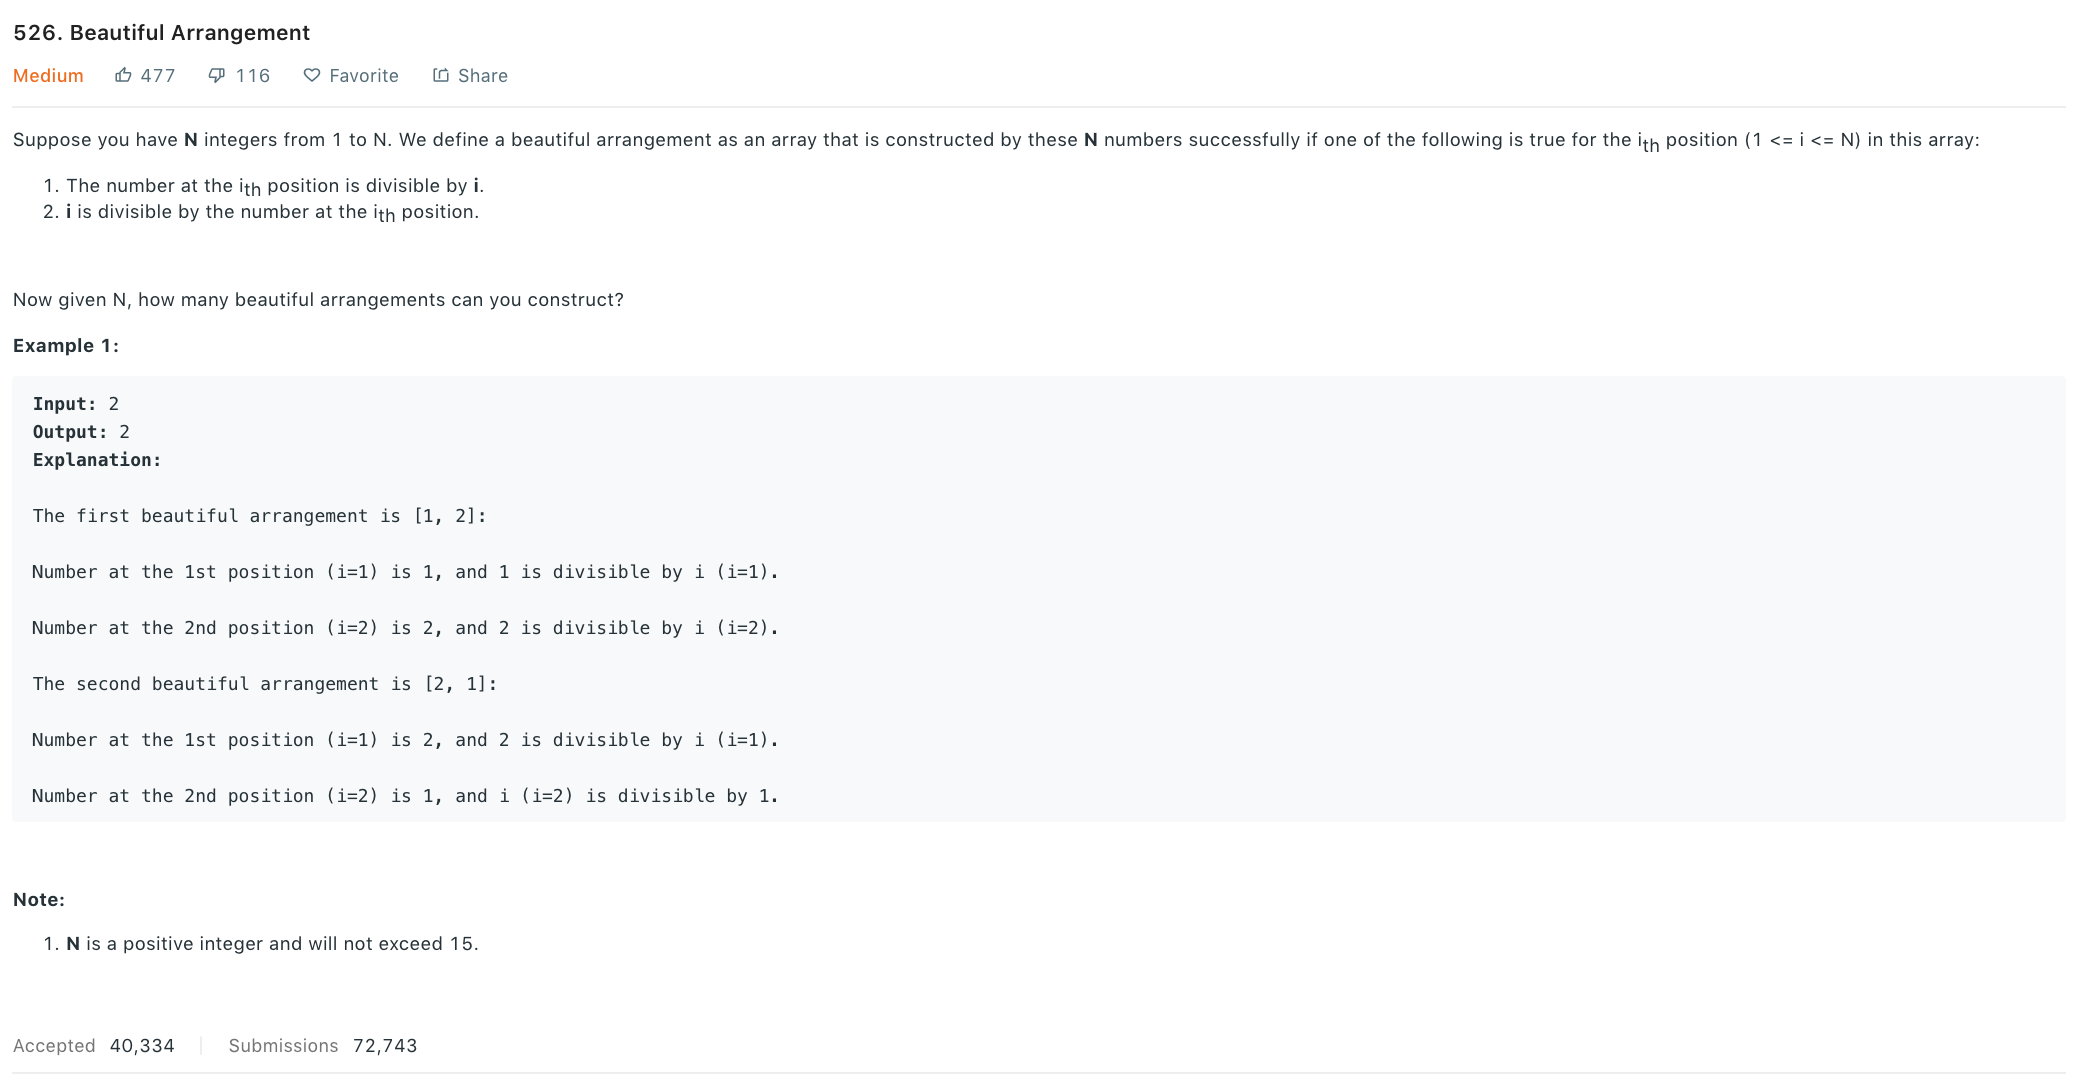 526. Beautiful Arrangement
Medium 477 116 Favorite Share
Suppose you have N integers from 1 to N. We define a beautiful arrangement as an array that is constructed by these N numbers successfully if one of the following is true for the ith position (1 <= i <= N) in this array:
1. The number at the ith position is divisible by i.
2. i is divisible by the number at the ith position.
Now given N, how many beautiful arrangements can you construct?
Example 1:
Input: 2
Output: 2
Explanation:
The first beautiful arrangement is [1, 2]:
Number at the 1st position (i=1) is 1, and 1 is divisible by i (i=1).
Number at the 2nd position (i=2) is 2, and 2 is divisible by i (i=2).
The second beautiful arrangement is [2, 1]:
Number at the 1st position (i=1) is 2, and 2 is divisible by i (i=1).
Number at the 2nd position (i=2) is 1, and i (i=2) is divisible by 1.
Note:
1. N is a positive integer and will not exceed 15.
Accepted 40,334 Submissions 72,743